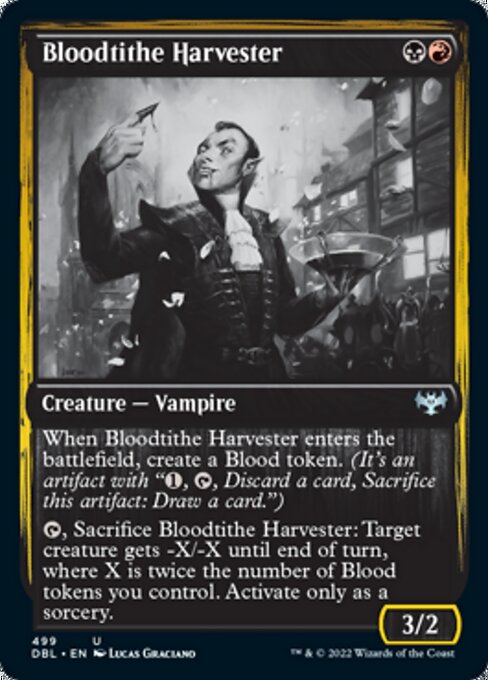 Bloodtithe Harvester
Creature — Vampire
When Bloodtithe Harvester enters the
battlefield, create a Blood token. (It's an
artifact with "1, T, Discard a card, Sacrifice
this artifact: Draw a card.")
T, Sacrifice Bloodtithe Harvester: Target
creature gets -X/-X until end of turn,
where X is twice the number of Blood
tokens you control. Activate only as a
sorcery.
3/2
499 U
DBL • EN Lucas Graciano
™ & © 2022 Wizards of the Coast